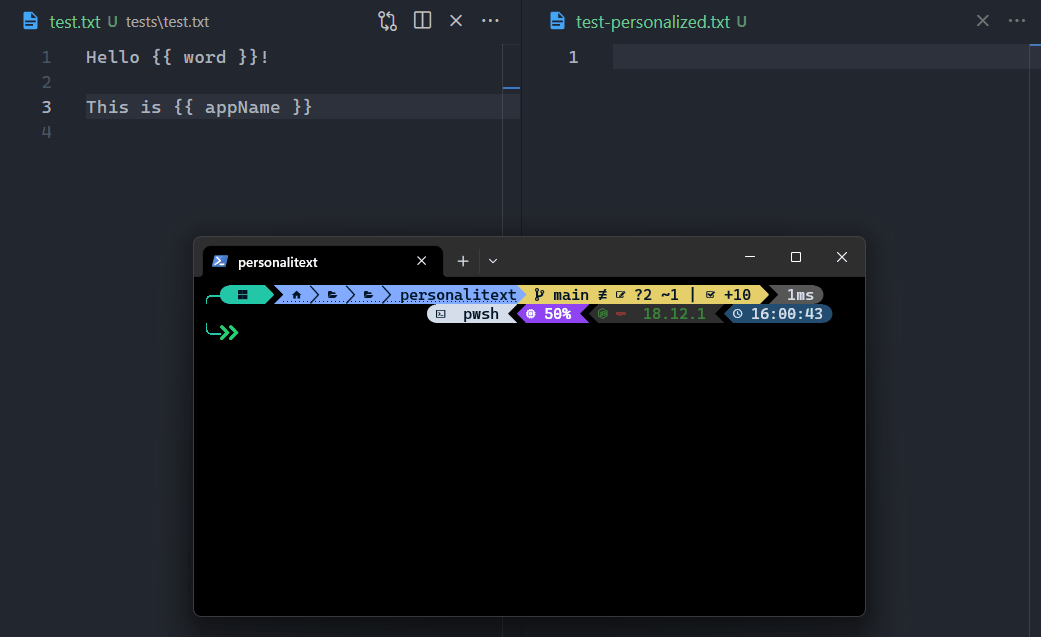 test.txt U tests\test.txt
1 Hello {{ word }}!
2
3 This is {{ appName }}
4
test-personalized.txt U
1
personalitext
personalitext main ≢ ?2 ~1 | +10 1ms
pwsh 50% 18.12.1 16:00:43